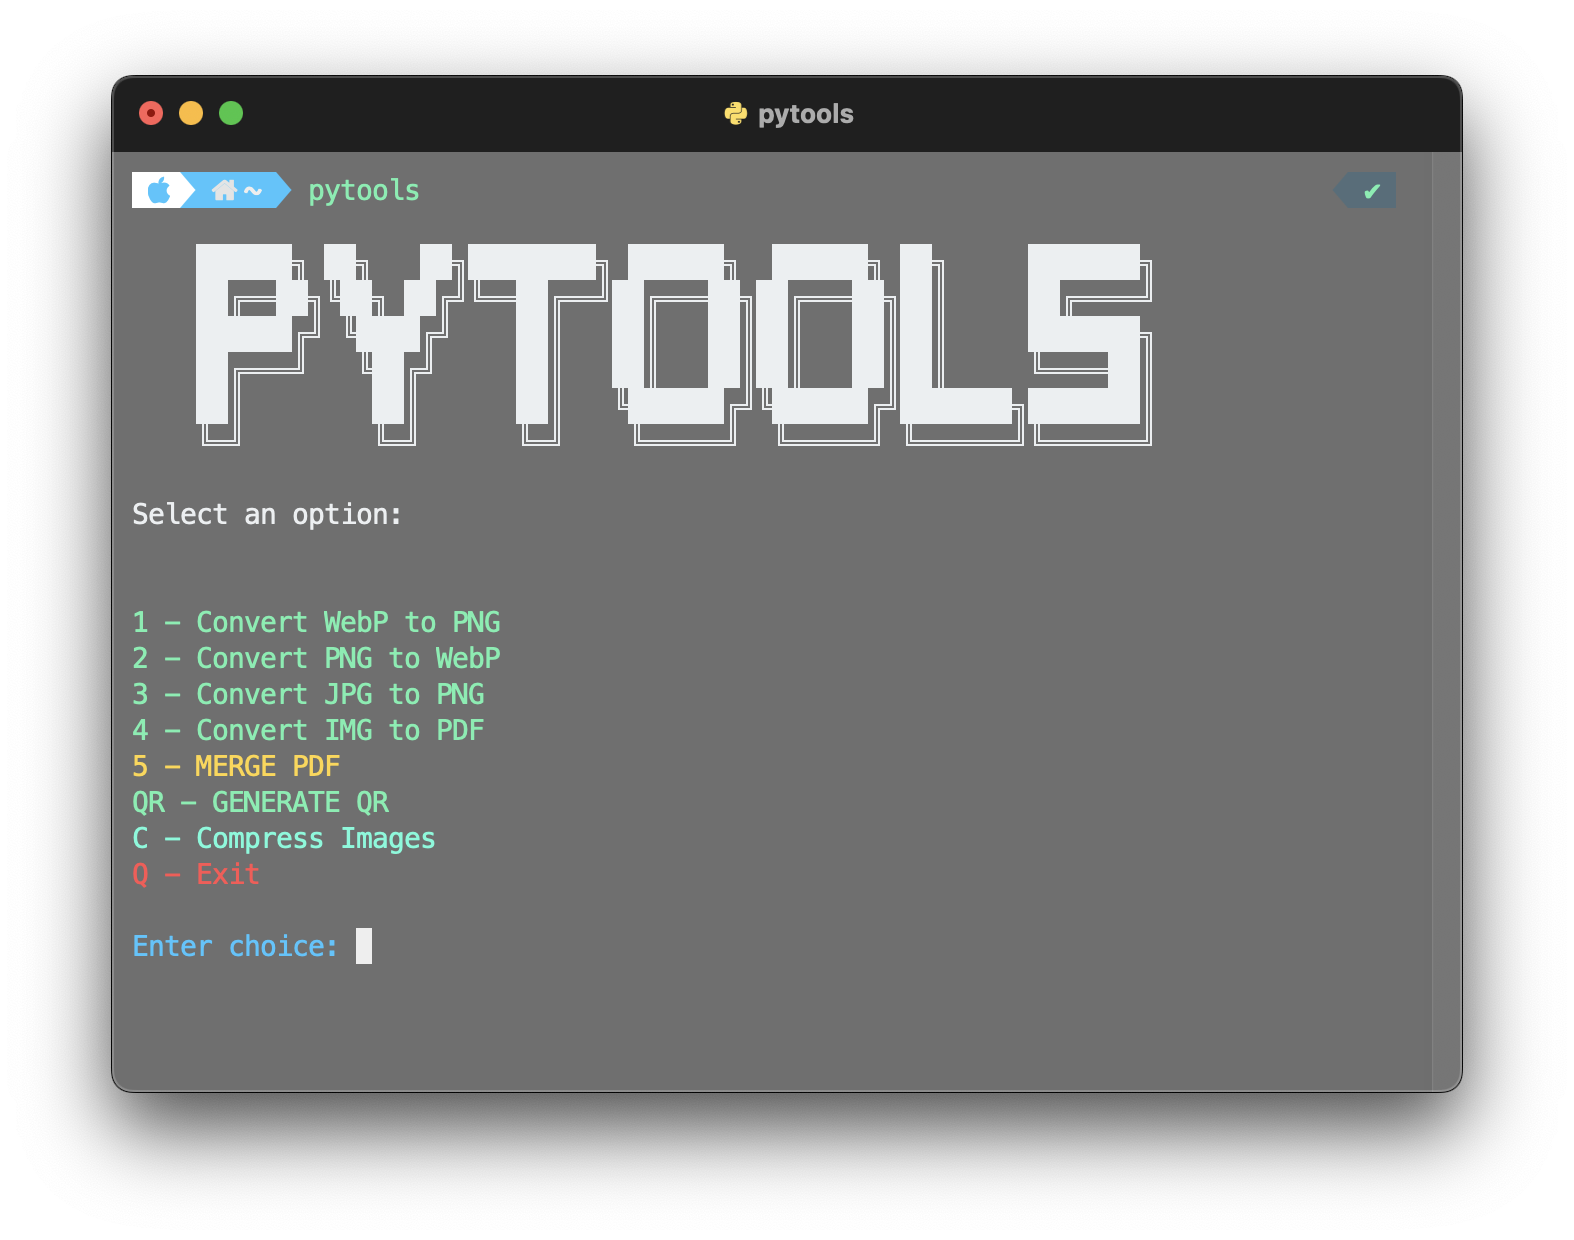 pytools
~ pytools ✔
PYTOOLS
Select an option:
1 - Convert WebP to PNG
2 - Convert PNG to WebP
3 - Convert JPG to PNG
4 - Convert IMG to PDF
5 - MERGE PDF
QR - GENERATE QR
C - Compress Images
Q - Exit
Enter choice: